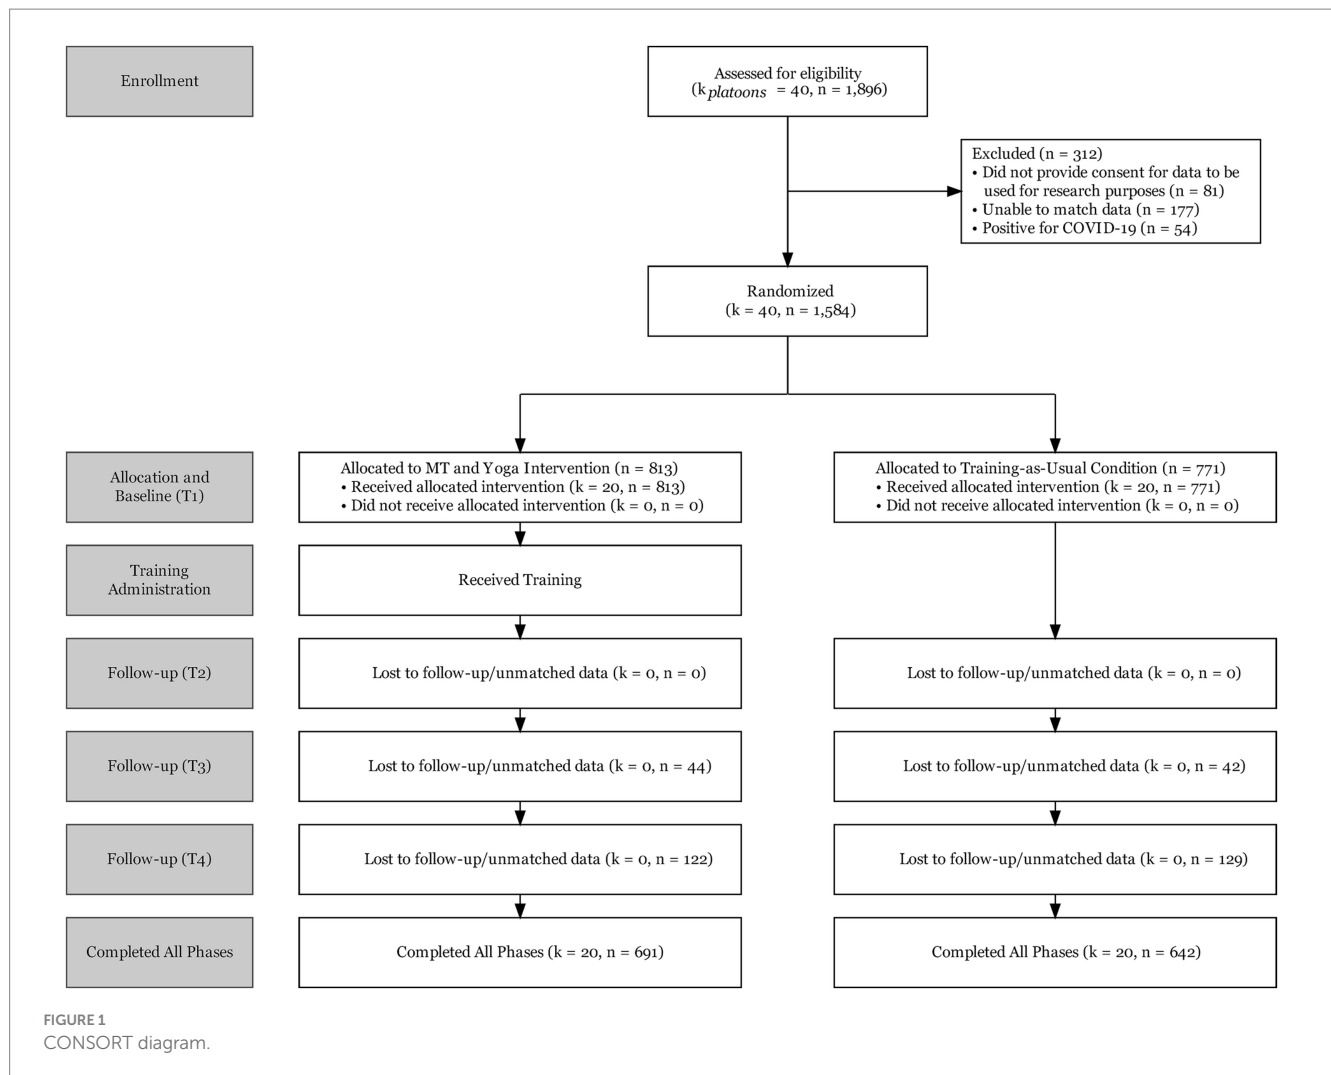 Enrollment
Assessed for eligibility
(k platoons = 40, n = 1,896)
Excluded (n = 312)
• Did not provide consent for data to be
used for research purposes (n = 81)
• Unable to match data (n = 177)
• Positive for COVID-19 (n = 54)
Randomized
(k = 40, n = 1,584)
Allocation and
Baseline (T1)
Allocated to MT and Yoga Intervention (n = 813)
• Received allocated intervention (k = 20, n = 813)
• Did not receive allocated intervention (k = 0, n = 0)
Allocated to Training-as-Usual Condition (n = 771)
• Received allocated intervention (k = 20, n = 771)
• Did not receive allocated intervention (k = 0, n = 0)
Training
Administration
Received Training
Follow-up (T2)
Lost to follow-up/unmatched data (k = 0, n = 0)
Lost to follow-up/unmatched data (k = 0, n = 0)
Follow-up (T3)
Lost to follow-up/unmatched data (k = 0, n = 44)
Lost to follow-up/unmatched data (k = 0, n = 42)
Follow-up (T4)
Lost to follow-up/unmatched data (k = 0, n = 122)
Lost to follow-up/unmatched data (k = 0, n = 129)
Completed All Phases
Completed All Phases (k = 20, n = 691)
Completed All Phases (k = 20, n = 642)
FIGURE 1
CONSORT diagram.